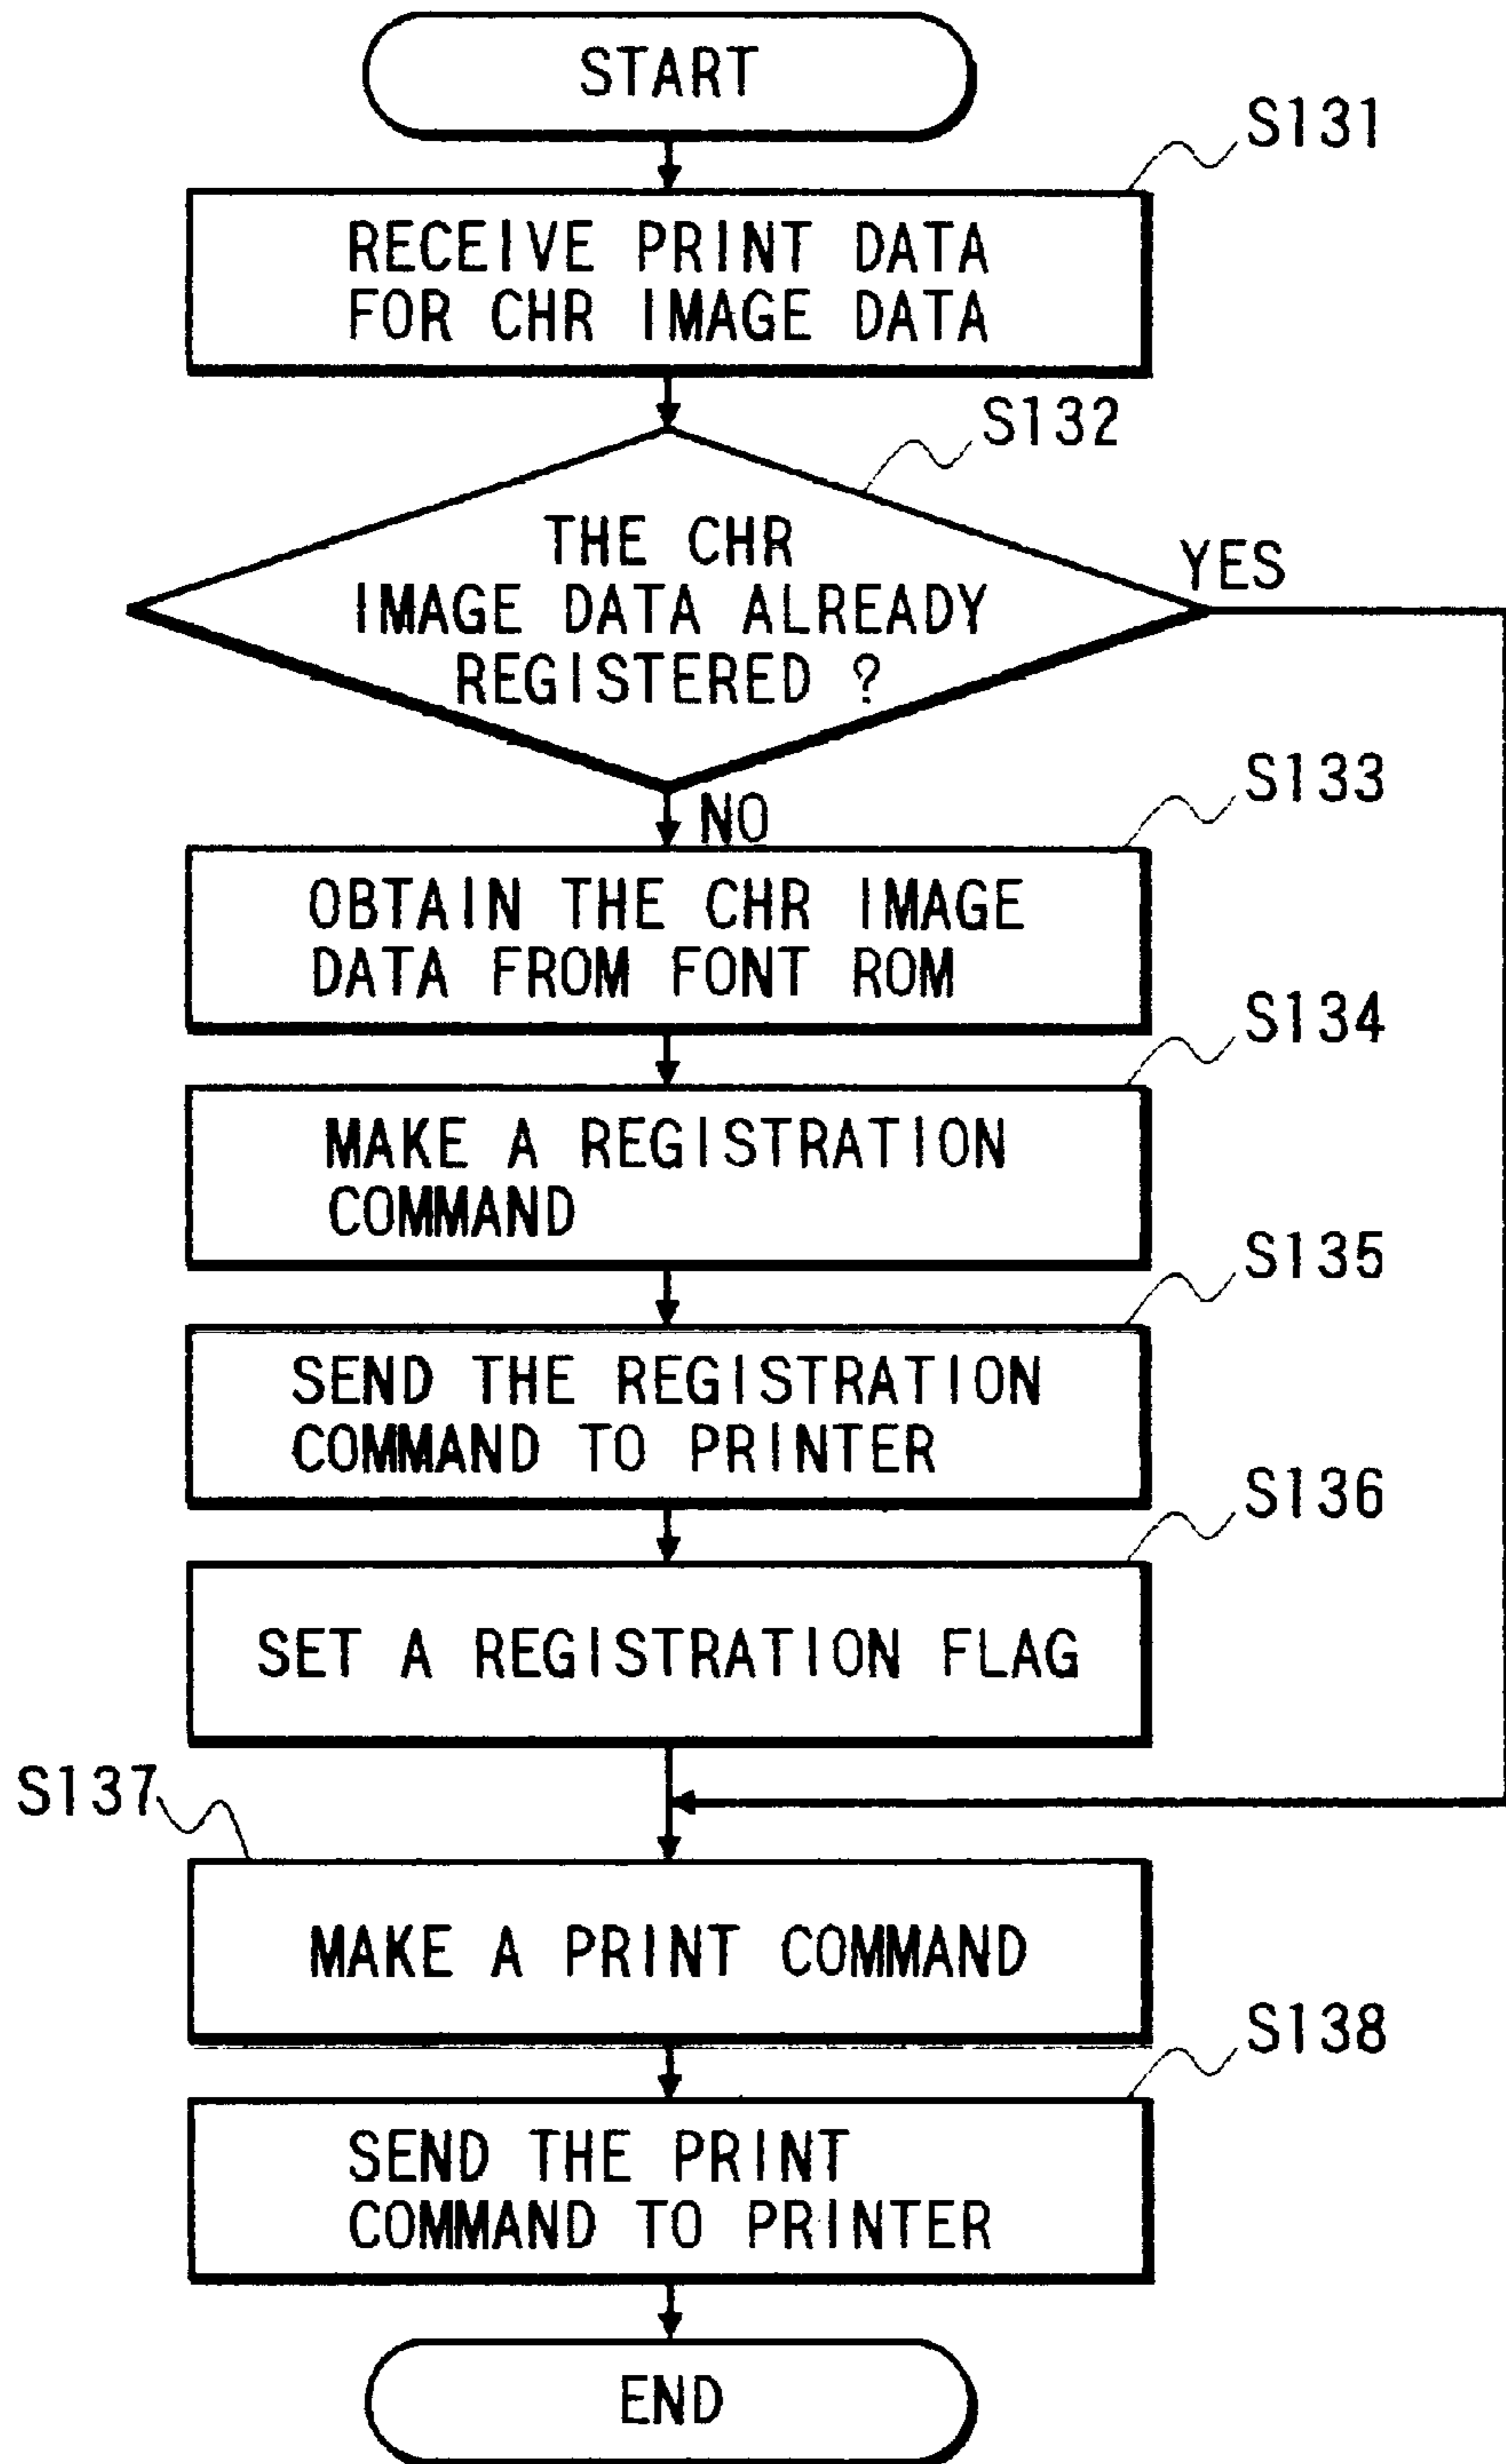 START
S131
RECEIVE PRINT DATA
FOR CHR IMAGE DATA
S132
THE CHR
IMAGE DATA ALREADY
REGISTERED ?
YES
NO
S133
OBTAIN THE CHR IMAGE
DATA FROM FONT ROM
S134
MAKE A REGISTRATION
COMMAND
S135
SEND THE REGISTRATION
COMMAND TO PRINTER
S136
SET A REGISTRATION FLAG
S137
MAKE A PRINT COMMAND
S138
SEND THE PRINT
COMMAND TO PRINTER
END